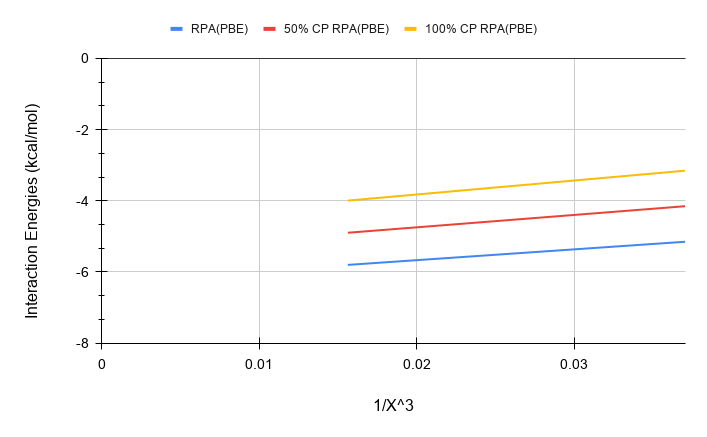 RPA(PBE) 50% CP RPA(PBE) 100% CP RPA(PBE)
Interaction Energies (kcal/mol)
0
-2
-4
-6
-8
0 0.01 0.02 0.03
1/X^3